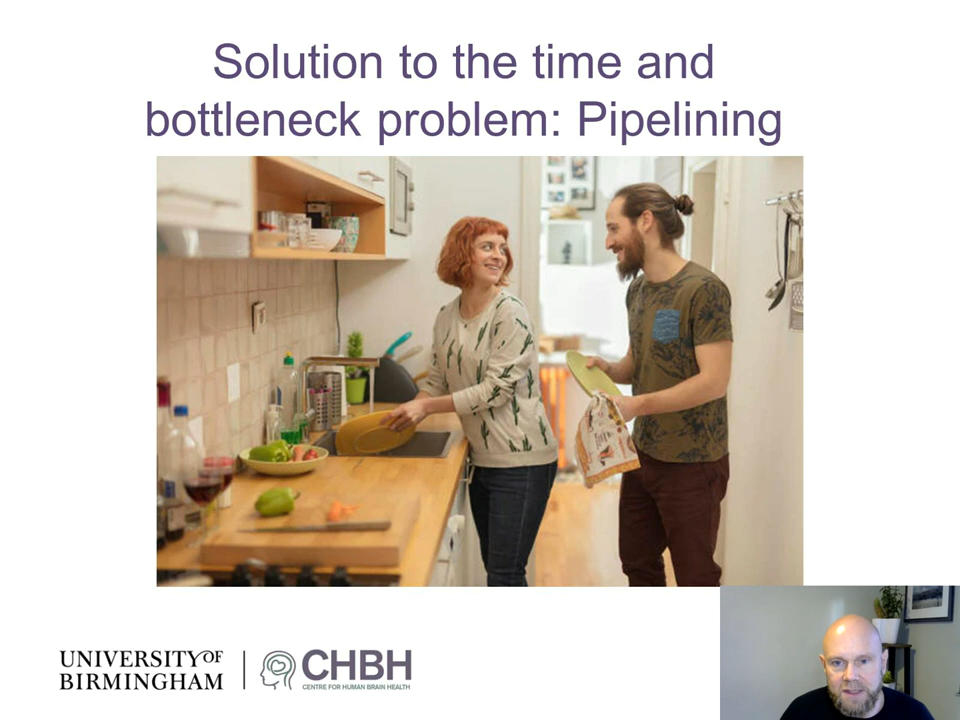 Solution to the time and
bottleneck problem: Pipelining
UNIVERSITY OF
BIRMINGHAM
CHBH
CENTRE FOR HUMAN BRAIN HEALTH